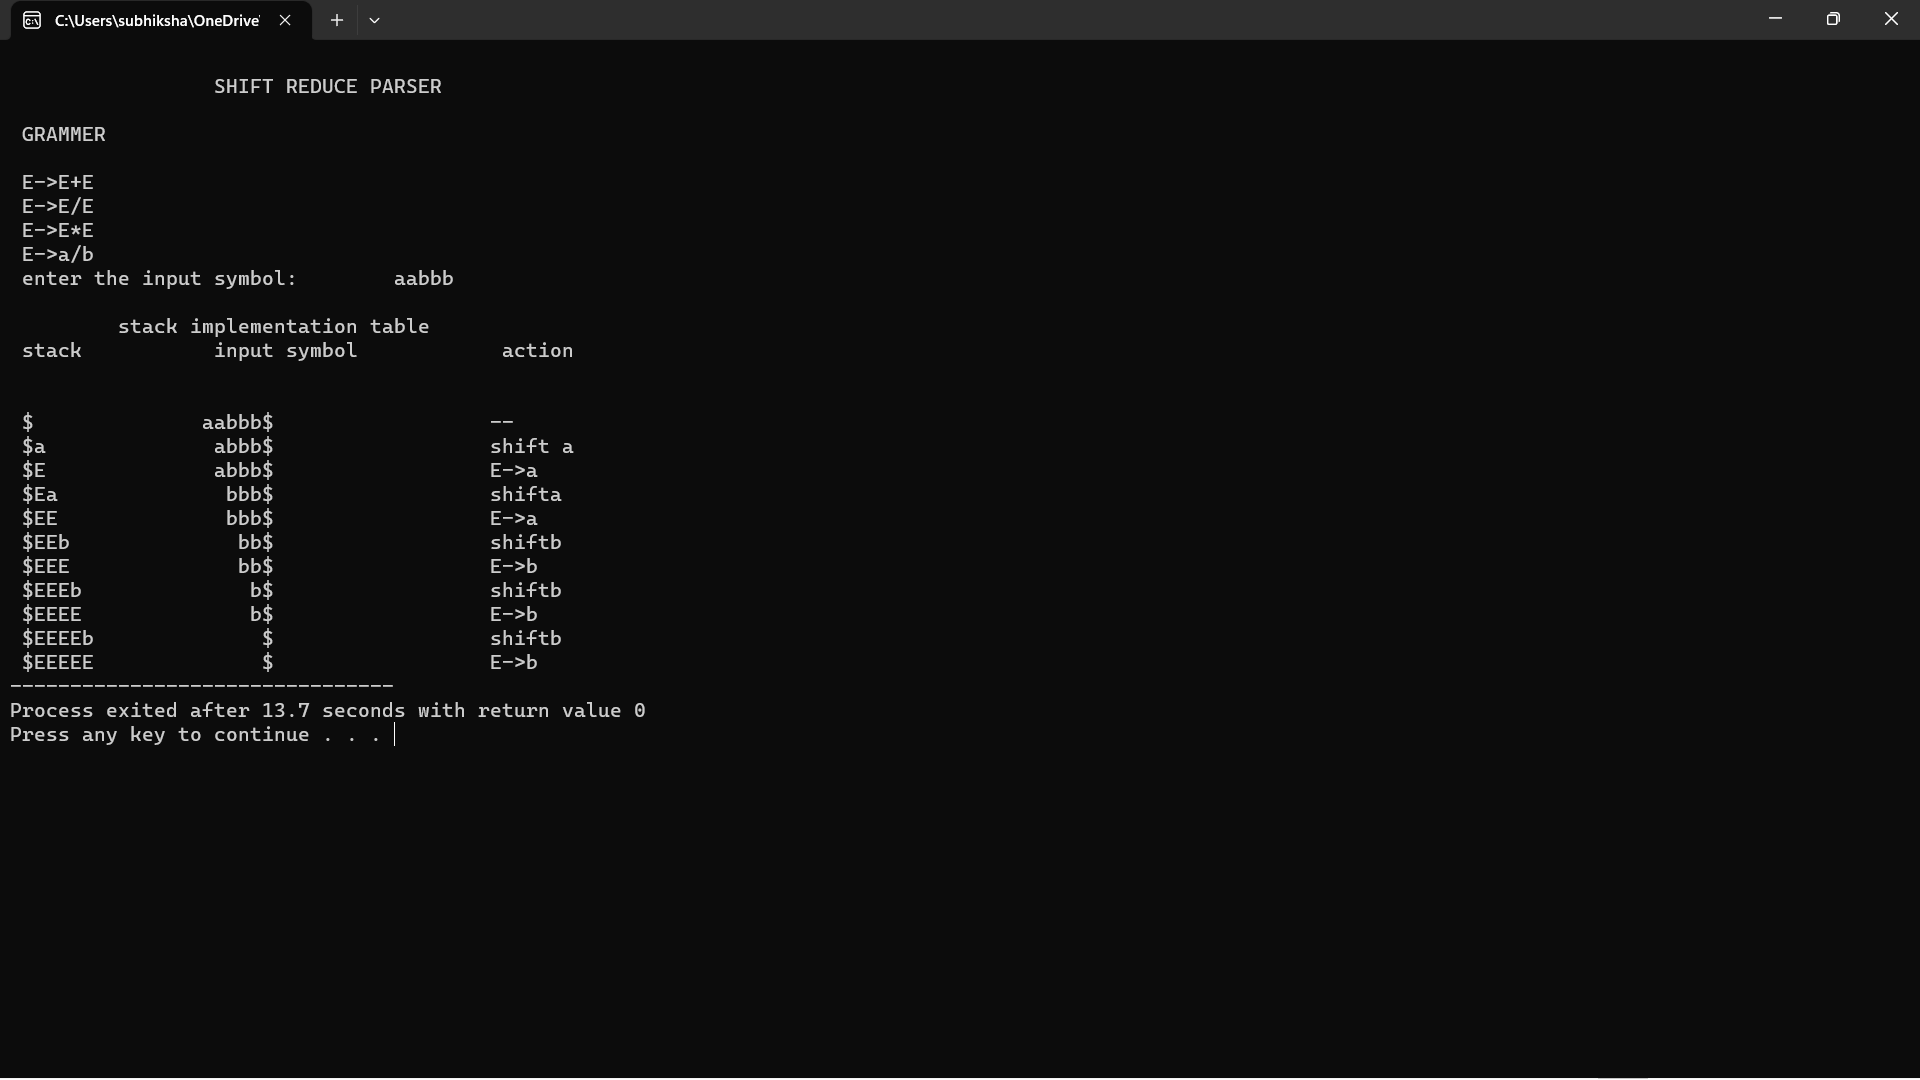 C:\Users\subhiksha\OneDrive
SHIFT REDUCE PARSER
GRAMMER
E->E+E
E->E/E
E->E*E
E->a/b
enter the input symbol: aabbb
stack implementation table
stack input symbol action
$ aabbb$ --
$a abbb$ shift a
$E abbb$ E->a
$Ea bbb$ shifta
$EE bbb$ E->a
$EEb bb$ shiftb
$EEE bb$ E->b
$EEEb b$ shiftb
$EEEE b$ E->b
$EEEEb $ shiftb
$EEEEE $ E->b
--------------------------------
Process exited after 13.7 seconds with return value 0
Press any key to continue . . .